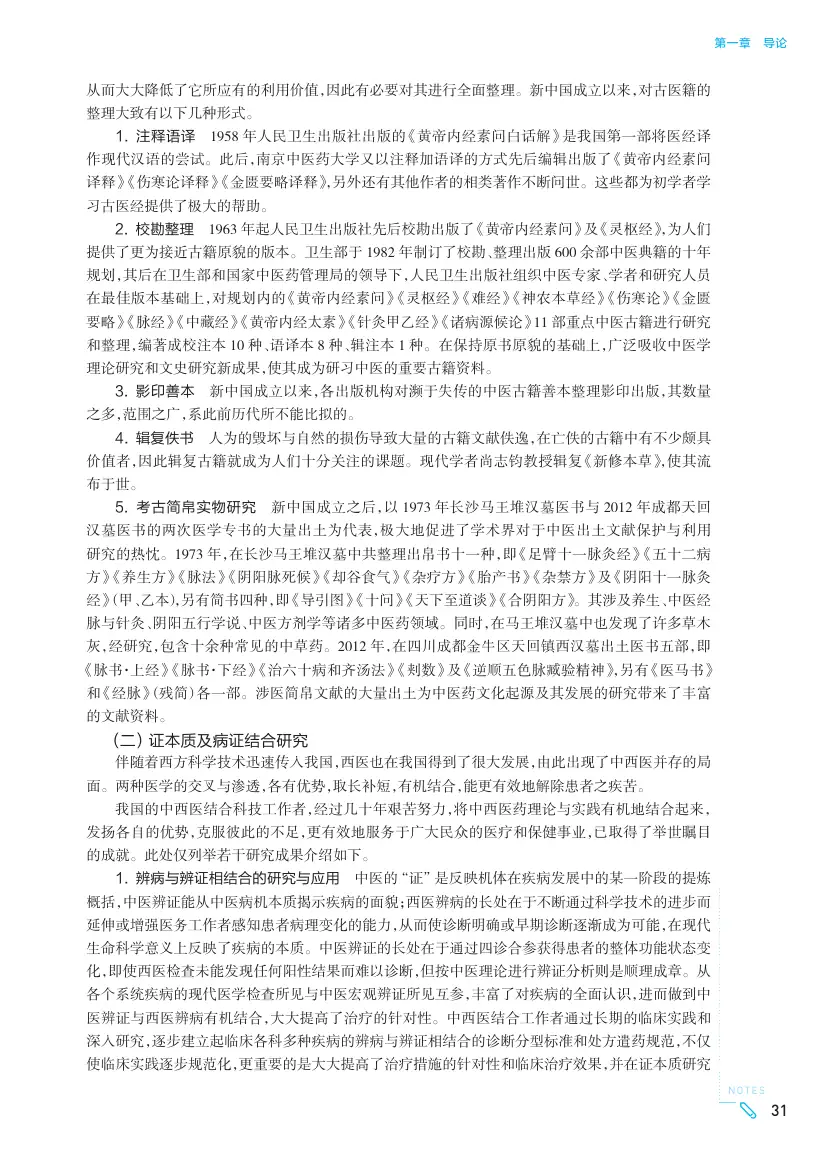 第一章 导论
从而大大降低了它所应有的利用价值,因此有必要对其进行全面整理。新中国成立以来,对古医籍的
整理大致有以下几种形式。
1. 注释语译 1958 年人民卫生出版社出版的《黄帝内经素问白话解》是我国第一部将医经译
作现代汉语的尝试。此后,南京中医药大学又以注释加语译的方式先后编辑出版了《黄帝内经素问
译释》《伤寒论译释》《金匮要略译释》,另外还有其他作者的相类著作不断问世。这些都为初学者学
习古医经提供了极大的帮助。
2. 校勘整理 1963 年起人民卫生出版社先后校勘出版了《黄帝内经素问》及《灵枢经》,为人们
提供了更为接近古籍原貌的版本。卫生部于 1982 年制订了校勘、整理出版 600 余部中医典籍的十年
规划,其后在卫生部和国家中医药管理局的领导下,人民卫生出版社组织中医专家、学者和研究人员
在最佳版本基础上,对规划内的《黄帝内经素问》《灵枢经》《难经》《神农本草经》《伤寒论》《金匮
要略》《脉经》《中藏经》《黄帝内经太素》《针灸甲乙经》《诸病源候论》11 部重点中医古籍进行研究
和整理,编著成校注本 10 种、语译本 8 种、辑注本 1 种。在保持原书原貌的基础上,广泛吸收中医学
理论研究和文史研究新成果,使其成为研习中医的重要古籍资料。
3. 影印善本 新中国成立以来,各出版机构对濒于失传的中医古籍善本整理影印出版,其数量
之多,范围之广,系此前历代所不能比拟的。
4. 辑复佚书 人为的毁坏与自然的损伤导致大量的古籍文献佚逸,在亡佚的古籍中有不少颇具
价值者,因此辑复古籍就成为人们十分关注的课题。现代学者尚志钧教授辑复《新修本草》,使其流
布于世。
5. 考古简帛实物研究 新中国成立之后,以 1973 年长沙马王堆汉墓医书与 2012 年成都天回
汉墓医书的两次医学专书的大量出土为代表,极大地促进了学术界对于中医出土文献保护与利用
研究的热忱。1973 年,在长沙马王堆汉墓中共整理出帛书十一种,即《足臂十一脉灸经》《五十二病
方》《养生方》《脉法》《阴阳脉死候》《却谷食气》《杂疗方》《胎产书》《杂禁方》及《阴阳十一脉灸
经》(甲、乙本),另有简书四种,即《导引图》《十问》《天下至道谈》《合阴阳方》。其涉及养生、中医经
脉与针灸、阴阳五行学说、中医方剂学等诸多中医药领域。同时,在马王堆汉墓中也发现了许多草木
灰,经研究,包含十余种常见的中草药。2012 年,在四川成都金牛区天回镇西汉墓出土医书五部,即
《脉书·上经》《脉书·下经》《治六十病和齐汤法》《刺数》及《逆顺五色脉臧验精神》,另有《医马书》
和《经脉》(残简)各一部。涉医简帛文献的大量出土为中医药文化起源及其发展的研究带来了丰富
的文献资料。
(二)证本质及病证结合研究
伴随着西方科学技术迅速传入我国,西医也在我国得到了很大发展,由此出现了中西医并存的局
面。两种医学的交叉与渗透,各有优势,取长补短,有机结合,能更有效地解除患者之疾苦。
我国的中西医结合科技工作者,经过几十年艰苦努力,将中西医药理论与实践有机地结合起来,
发扬各自的优势,克服彼此的不足,更有效地服务于广大民众的医疗和保健事业,已取得了举世瞩目
的成就。此处仅列举若干研究成果介绍如下。
1. 辨病与辨证相结合的研究与应用 中医的“证”是反映机体在疾病发展中的某一阶段的提炼
概括,中医辨证能从中医病机本质揭示疾病的面貌;西医辨病的长处在于不断通过科学技术的进步而
延伸或增强医务工作者感知患者病理变化的能力,从而使诊断明确或早期诊断逐渐成为可能,在现代
生命科学意义上反映了疾病的本质。中医辨证的长处在于通过四诊合参获得患者的整体功能状态变
化,即使西医检查未能发现任何阳性结果而难以诊断,但按中医理论进行辨证分析则是顺理成章。从
各个系统疾病的现代医学检查所见与中医宏观辨证所见互参,丰富了对疾病的全面认识,进而做到中
医辨证与西医辨病有机结合,大大提高了治疗的针对性。中西医结合工作者通过长期的临床实践和
深入研究,逐步建立起临床各科多种疾病的辨病与辨证相结合的诊断分型标准和处方遣药规范,不仅
使临床实践逐步规范化,更重要的是大大提高了治疗措施的针对性和临床治疗效果,并在证本质研究
NOTES
31